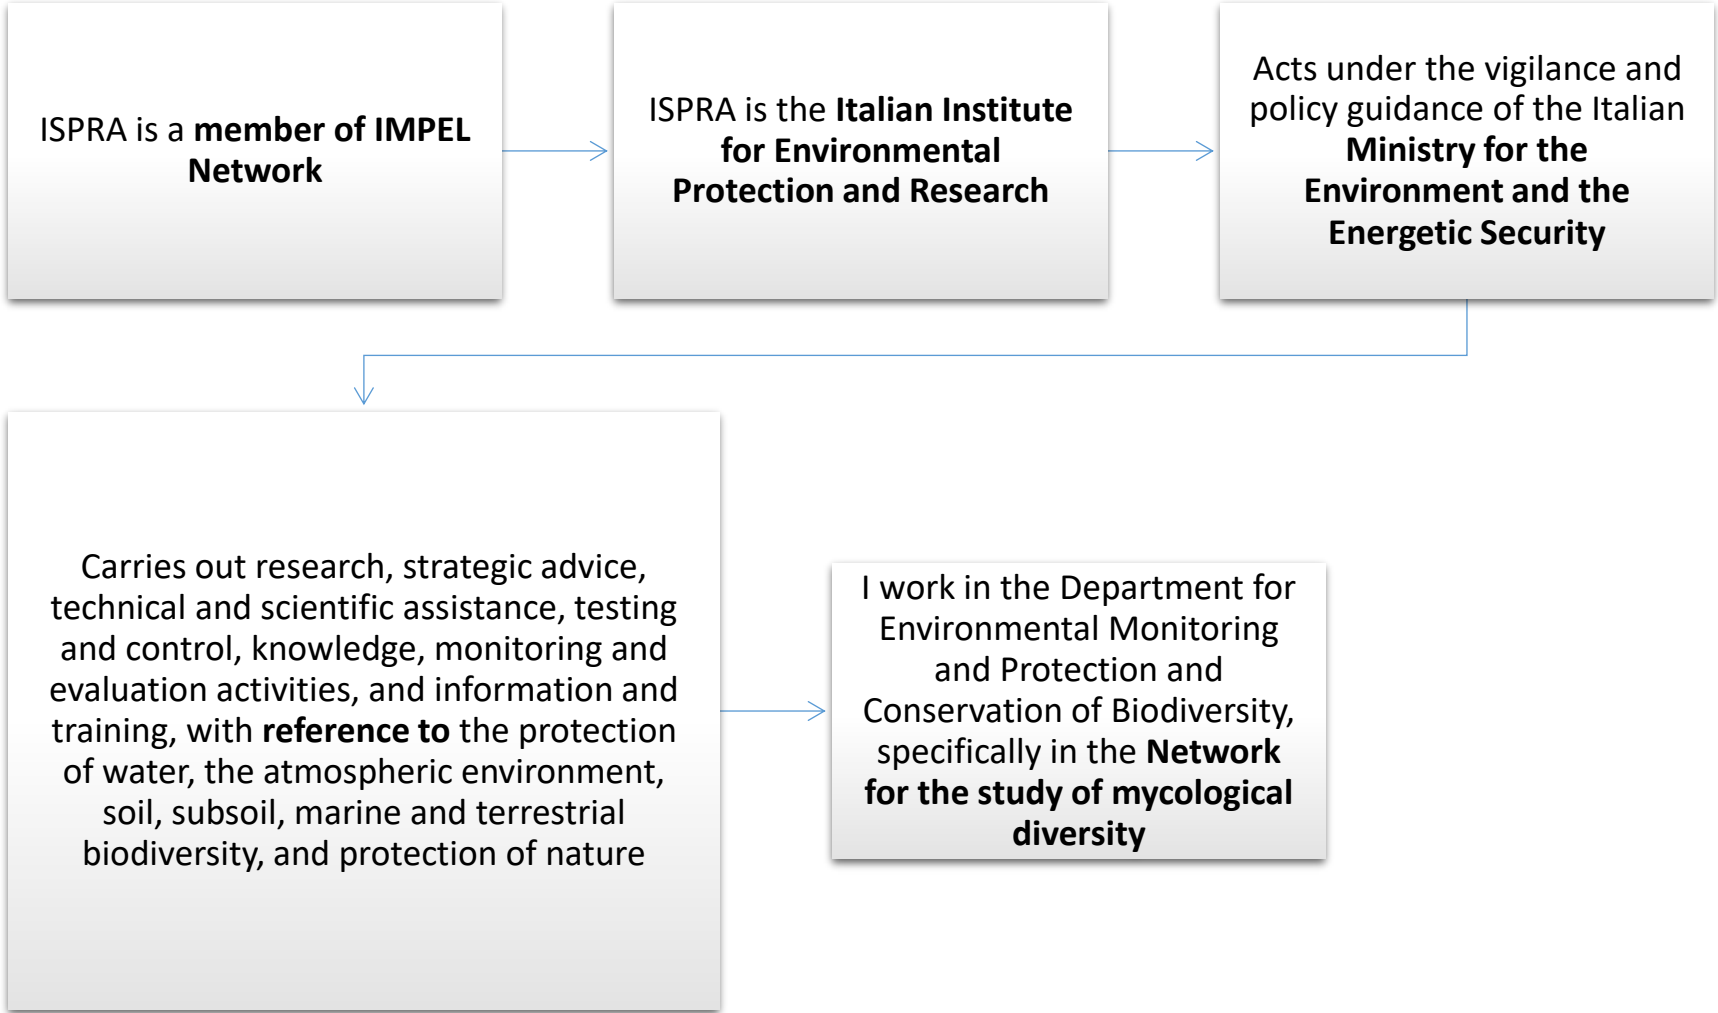 ISPRA is a member of IMPEL
Network
ISPRA is the Italian Institute
for Environmental
Protection and Research
Acts under the vigilance and
policy guidance of the Italian
Ministry for the
Environment and the
Energetic Security
Carries out research, strategic advice,
technical and scientific assistance, testing
and control, knowledge, monitoring and
evaluation activities, and information and
training, with reference to the protection
of water, the atmospheric environment,
soil, subsoil, marine and terrestrial
biodiversity, and protection of nature
I work in the Department for
Environmental Monitoring
and Protection and
Conservation of Biodiversity,
specifically in the Network
for the study of mycological
diversity